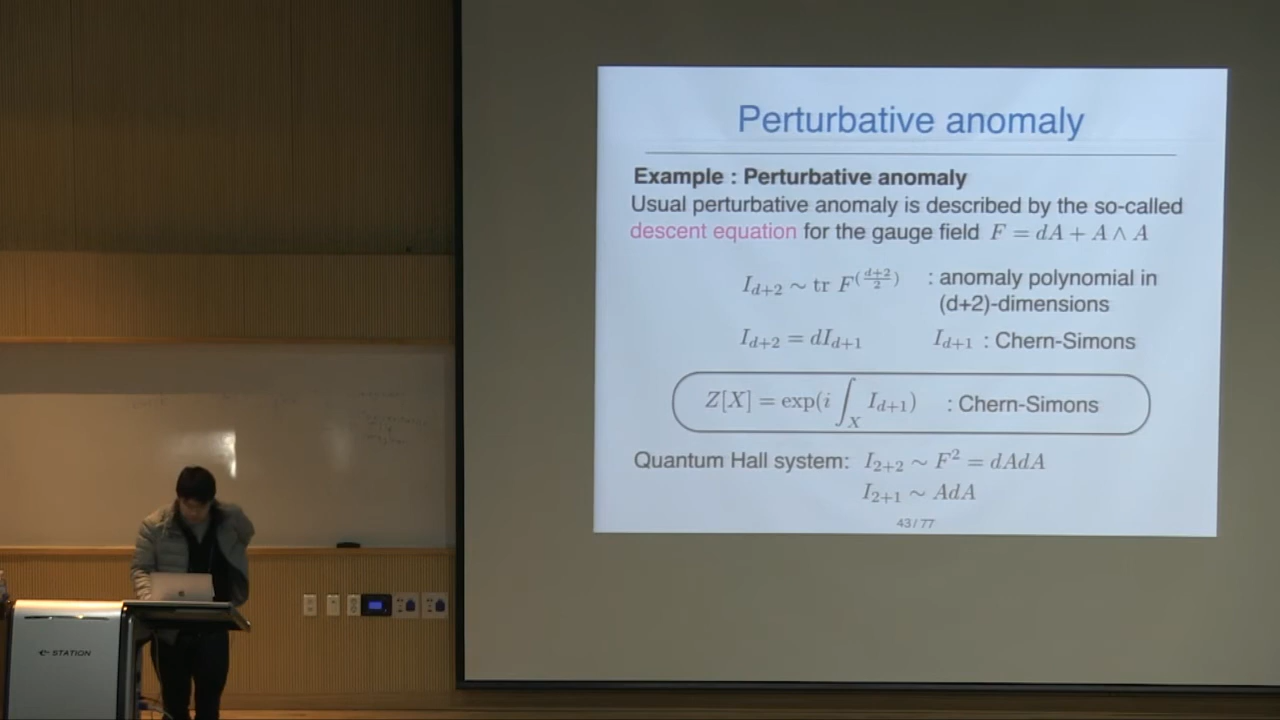 Perturbative anomaly
Example : Perturbative anomaly
Usual perturbative anomaly is described by the so-called
descent equation for the gauge field F = dA + A ∧ A
I_{d+2} ∼ tr F^{(\frac{d+2}{2})} : anomaly polynomial in
(d+2)-dimensions
I_{d+2} = dI_{d+1} I_{d+1} : Chern-Simons
Z[X] = exp(i ∫_X I_{d+1}) : Chern-Simons
Quantum Hall system: I_{2+2} ∼ F^2 = dAdA
I_{2+1} ∼ AdA
43 / 77
e-STATION